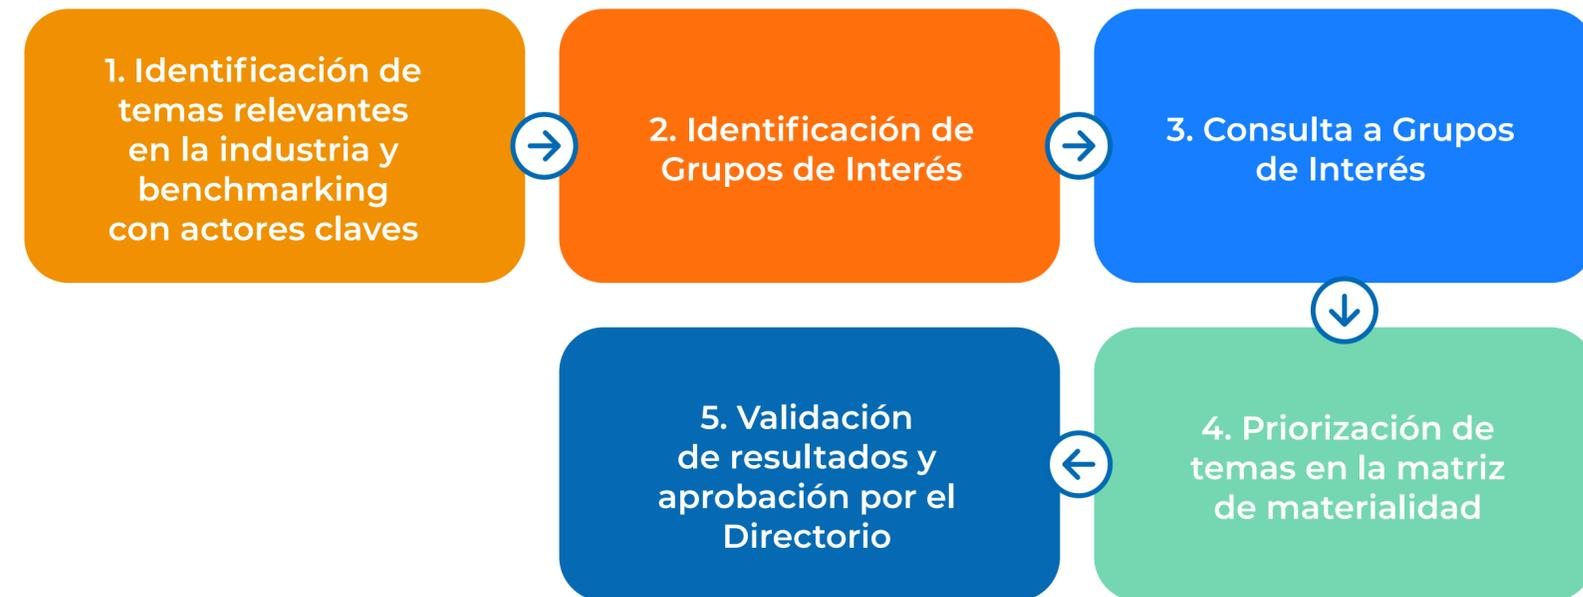 1. Identificación de
temas relevantes
en la industria y
benchmarking
con actores claves
2. Identificación de
Grupos de Interés
3. Consulta a Grupos
de Interés
4. Priorización de
temas en la matriz
de materialidad
5. Validación
de resultados y
aprobación por el
Directorio